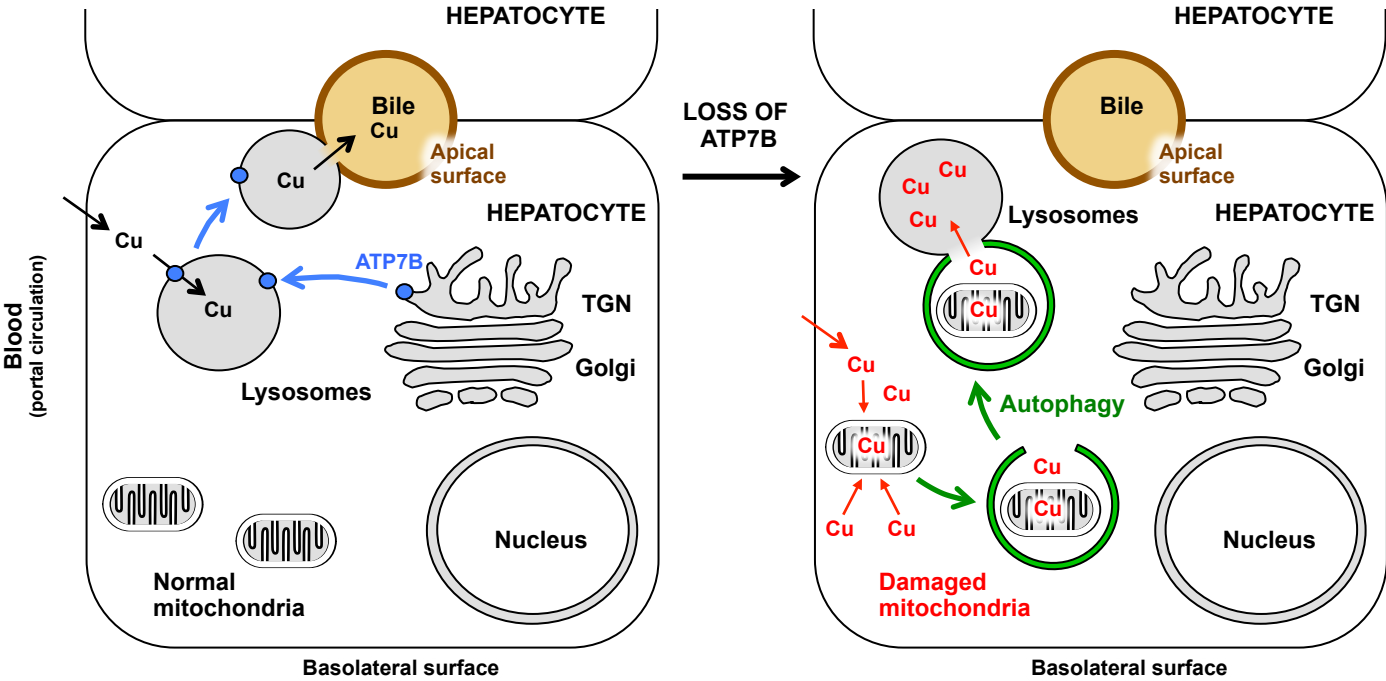 HEPATOCYTE
Bile
Cu
Apical
surface
Cu
HEPATOCYTE
Cu
ATP7B
Cu
TGN
Golgi
Lysosomes
Blood
(portal circulation)
Nucleus
Normal
mitochondria
Basolateral surface
LOSS OF
ATP7B
HEPATOCYTE
Bile
Apical
surface
Cu
Cu
Cu
Lysosomes
HEPATOCYTE
Cu
Cu
TGN
Golgi
Cu
Cu
Autophagy
Cu
Cu
Cu
Cu
Cu
Nucleus
Damaged
mitochondria
Basolateral surface